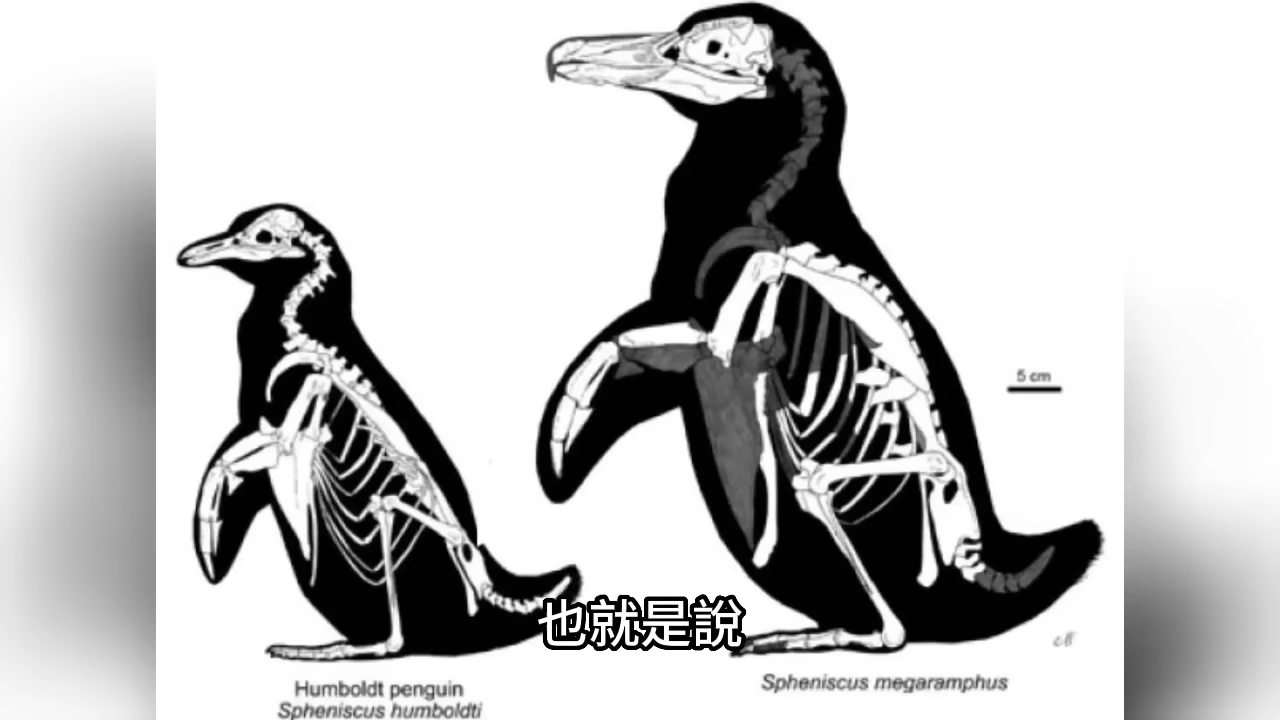 5 cm
也就是說
Humboldt penguin
Spheniscus humboldti
Spheniscus megaramphus